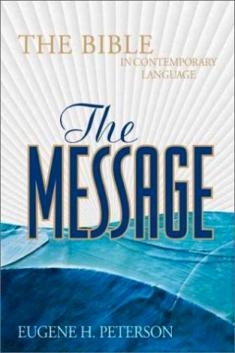 THE BIBLE
IN CONTEMPORARY
LANGUAGE
The
MESSAGE
EUGENE H. PETERSON